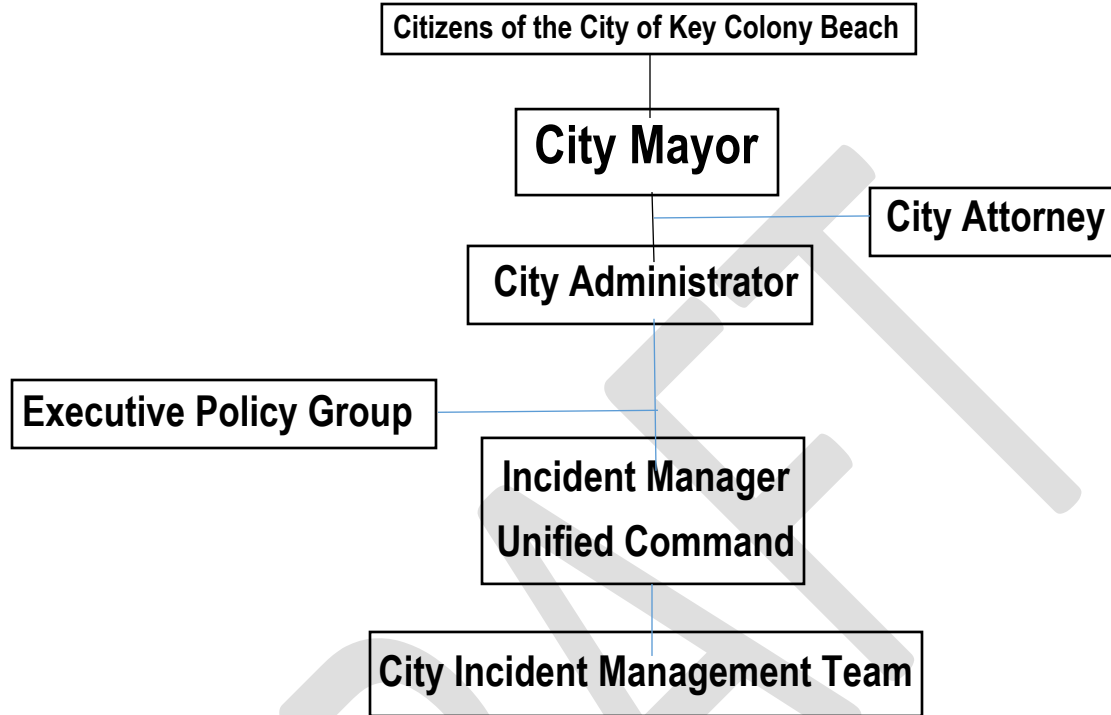 Citizens of the City of Key Colony Beach
City Mayor
City Attorney
City Administrator
Executive Policy Group
Incident Manager
Unified Command
City Incident Management Team
DRAFT